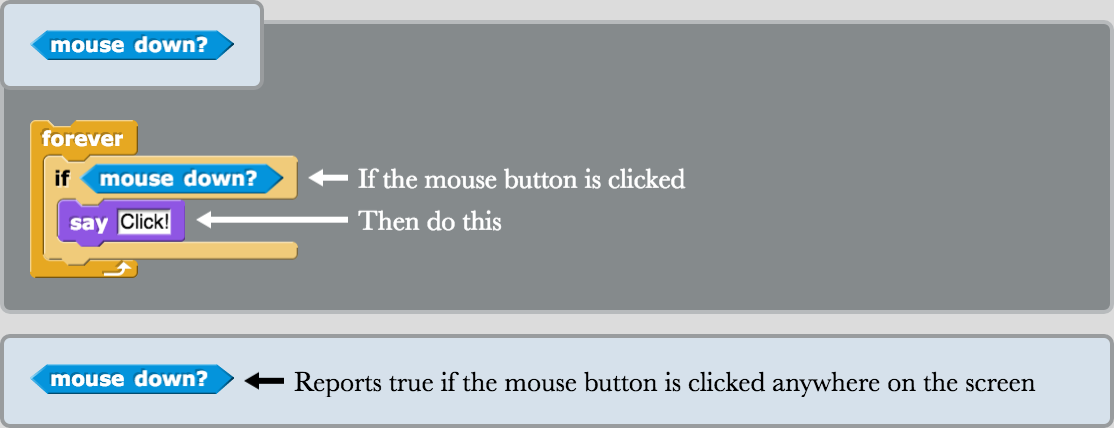 mouse down?
forever
if mouse down? If the mouse button is clicked
say Click! Then do this
mouse down? Reports true if the mouse button is clicked anywhere on the screen